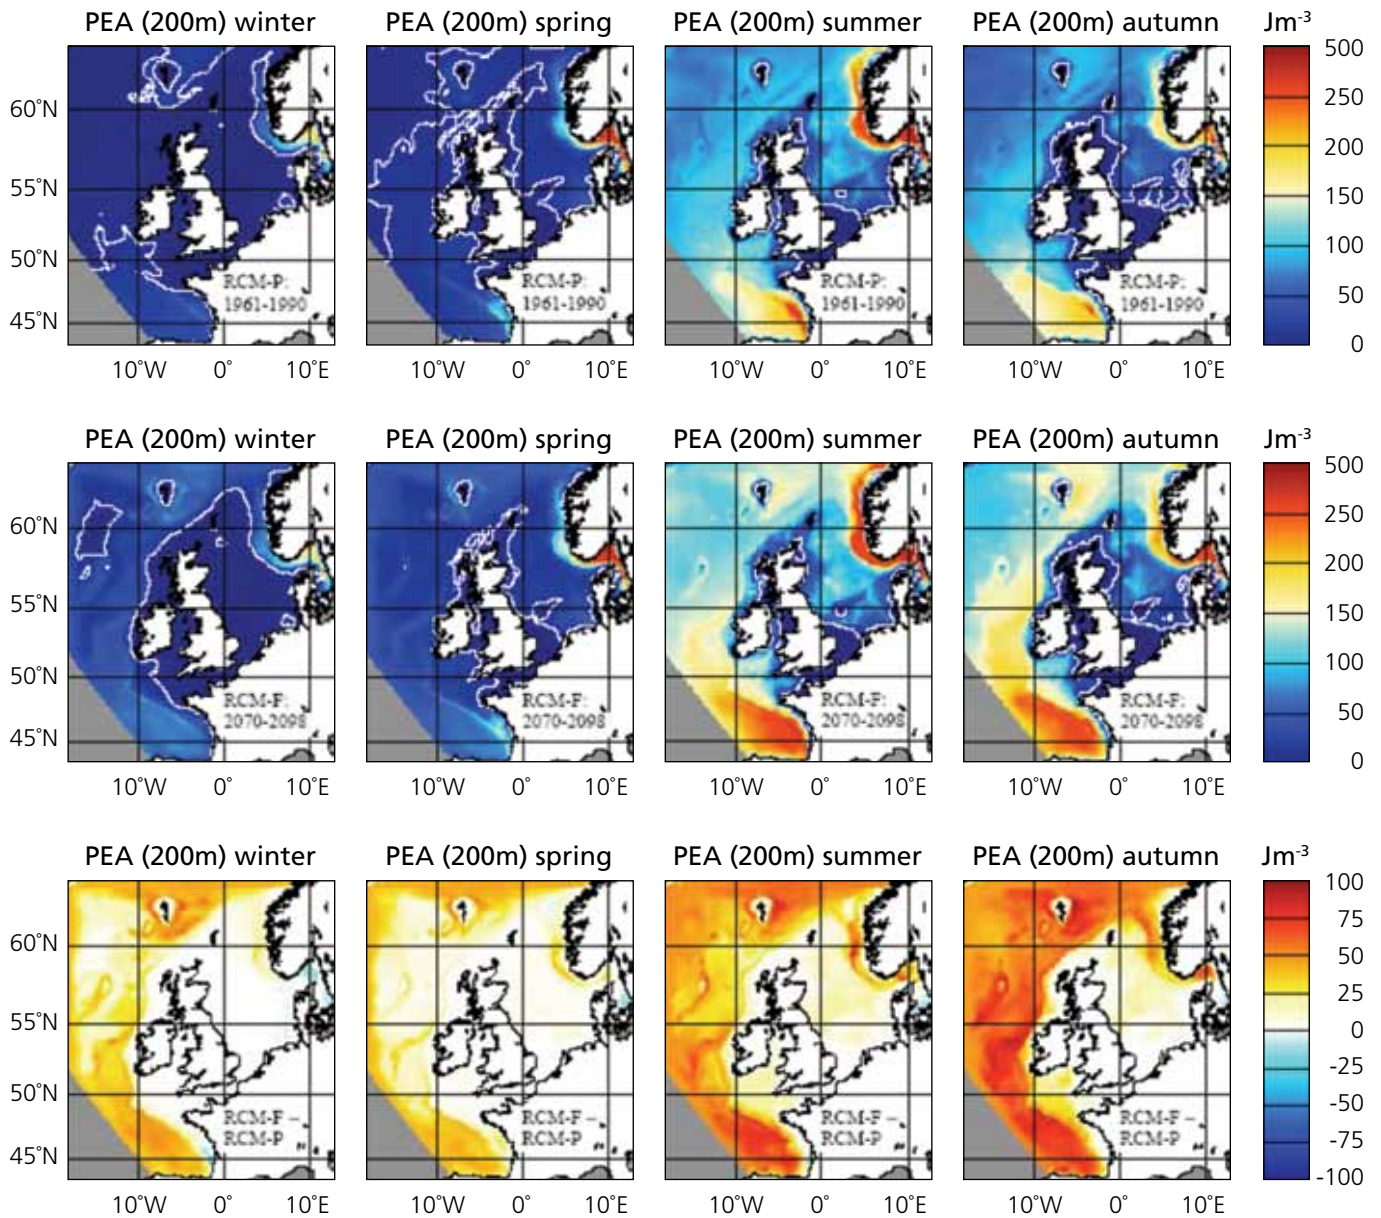 PEA (200m) winter
PEA (200m) spring
PEA (200m) summer
PEA (200m) autumn
Jm-3
60°N
55°N
50°N
45°N
RCM-P:
1961-1990
RCM-P:
1961-1990
RCM-P:
1961-1990
RCM-P:
1961-1990
500
250
200
150
100
50
0
10°W 0° 10°E
10°W 0° 10°E
10°W 0° 10°E
10°W 0° 10°E
PEA (200m) winter
PEA (200m) spring
PEA (200m) summer
PEA (200m) autumn
Jm-3
60°N
55°N
50°N
45°N
RCM-F:
2070-2098
RCM-F:
2070-2098
RCM-F:
2070-2098
RCM-F:
2070-2098
500
250
200
150
100
50
0
10°W 0° 10°E
10°W 0° 10°E
10°W 0° 10°E
10°W 0° 10°E
PEA (200m) winter
PEA (200m) spring
PEA (200m) summer
PEA (200m) autumn
Jm-3
60°N
55°N
50°N
45°N
RCM-F –
RCM-P
RCM-F –
RCM-P
RCM-F –
RCM-P
RCM-F –
RCM-P
100
75
50
25
0
-25
-50
-75
-100
10°W 0° 10°E
10°W 0° 10°E
10°W 0° 10°E
10°W 0° 10°E